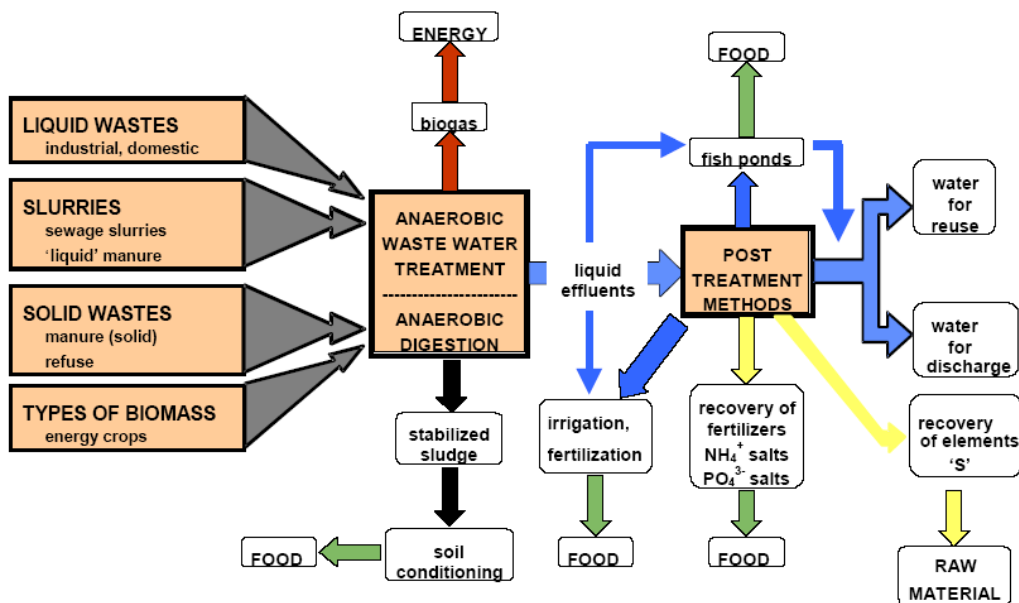 ENERGY
FOOD
biogas
LIQUID WASTES
industrial, domestic
SLURRIES
sewage slurries
‘liquid’ manure
SOLID WASTES
manure (solid)
refuse
TYPES OF BIOMASS
energy crops
ANAEROBIC
WASTE WATER
TREATMENT
ANAEROBIC
DIGESTION
liquid
effluents
fish ponds
POST
TREATMENT
METHODS
water
for
reuse
water
for
discharge
stabilized
sludge
irrigation,
fertilization
recovery of
fertilizers
NH₄⁺ salts
PO₄³⁻ salts
recovery
of elements
‘S’
FOOD
soil
conditioning
FOOD
FOOD
RAW
MATERIAL